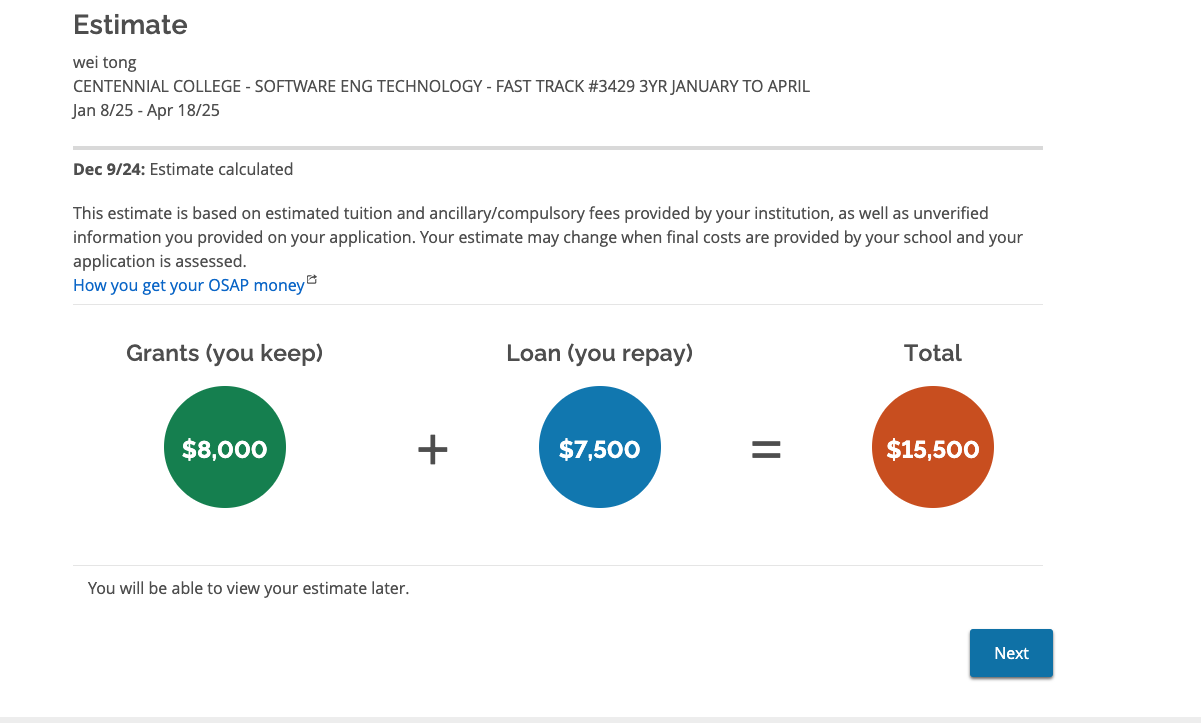 Estimate
wei tong
CENTENNIAL COLLEGE - SOFTWARE ENG TECHNOLOGY - FAST TRACK #3429 3YR JANUARY TO APRIL
Jan 8/25 - Apr 18/25
Dec 9/24: Estimate calculated
This estimate is based on estimated tuition and ancillary/compulsory fees provided by your institution, as well as unverified
information you provided on your application. Your estimate may change when final costs are provided by your school and your
application is assessed.
How you get your OSAP money
Grants (you keep) Loan (you repay) Total
$8,000 + $7,500 = $15,500
You will be able to view your estimate later.
Next